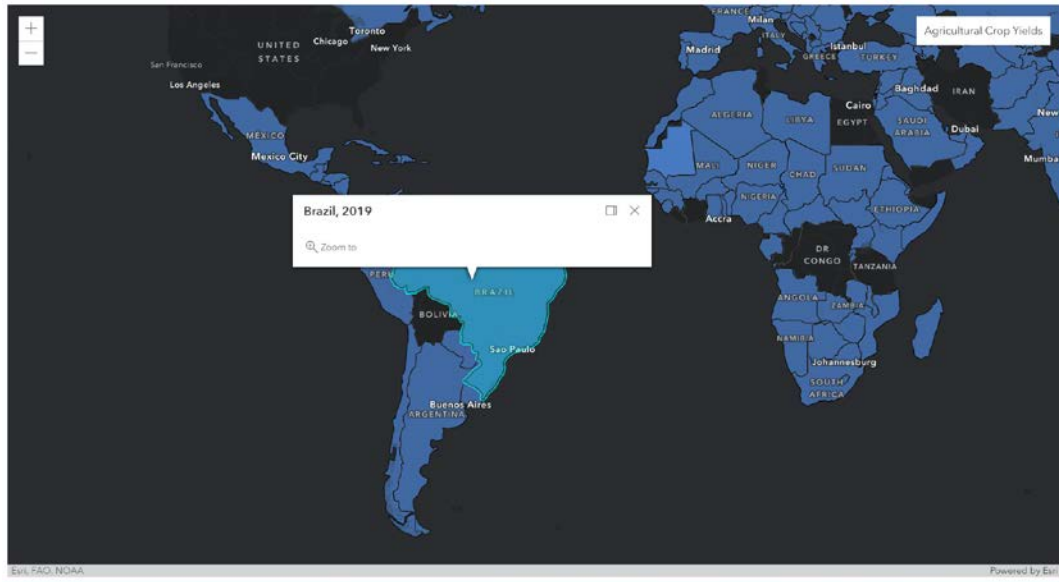 +
−
FRANCE
Milan
Toronto
Chicago
New York
UNITED
STATES
ITALY
Madrid
Istanbul
GREECE
TURKEY
Agricultural Crop Yields
San Francisco
Los Angeles
Baghdad
IRAN
Cairo
ALGERIA
LIBYA
EGYPT
SAUDI
ARABIA
Dubai
New
MEXICO
Mexico City
Mumba
MALI
NIGER
CHAD
SUDAN
NIGERIA
ETHIOPIA
Accra
Brazil, 2019
Zoom to
DR
CONGO
TANZANIA
PERU
BRAZIL
BOLIVIA
ANGOLA
ZAMBIA
NAMIBIA
Sao Paulo
Johannesburg
SOUTH
AFRICA
Buenos Aires
ARGENTINA
Esri, FAO, NOAA
Powered by Esri